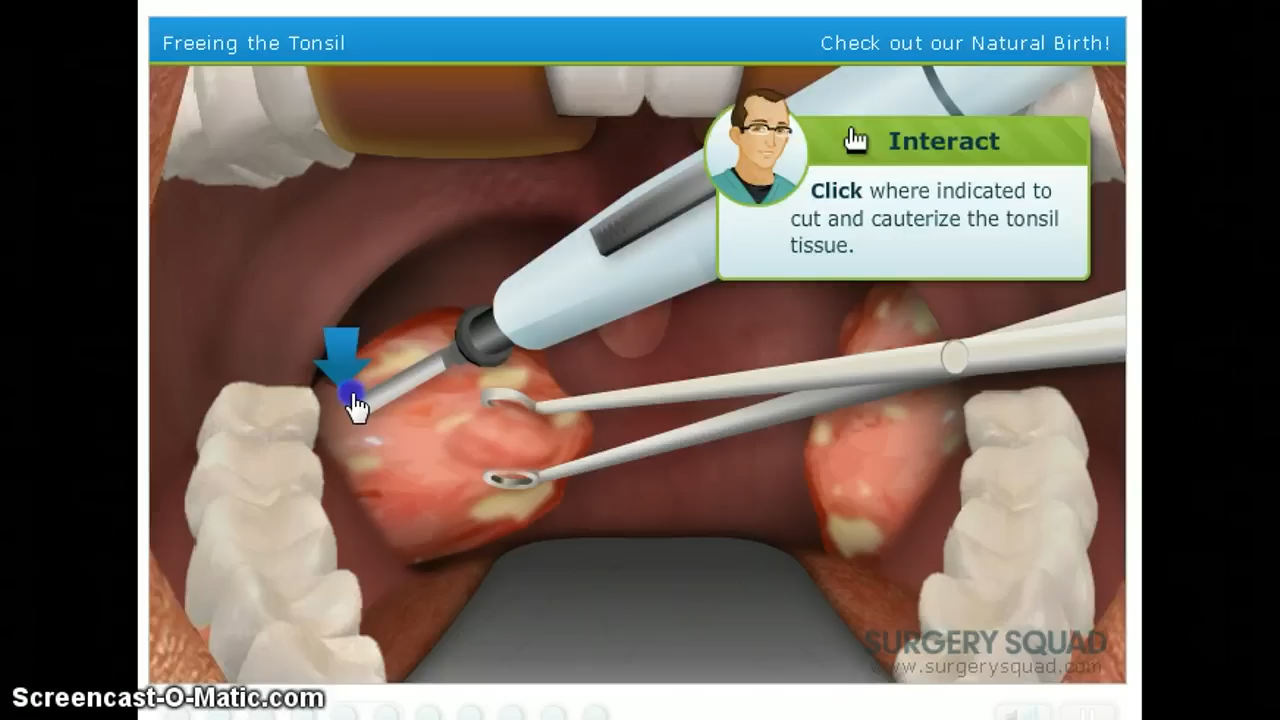 Freeing the Tonsil
Check out our Natural Birth!
Interact
Click where indicated to
cut and cauterize the tonsil
tissue.
SURGERY SQUAD
www.surgerysquad.com
Screencast-O-Matic.com